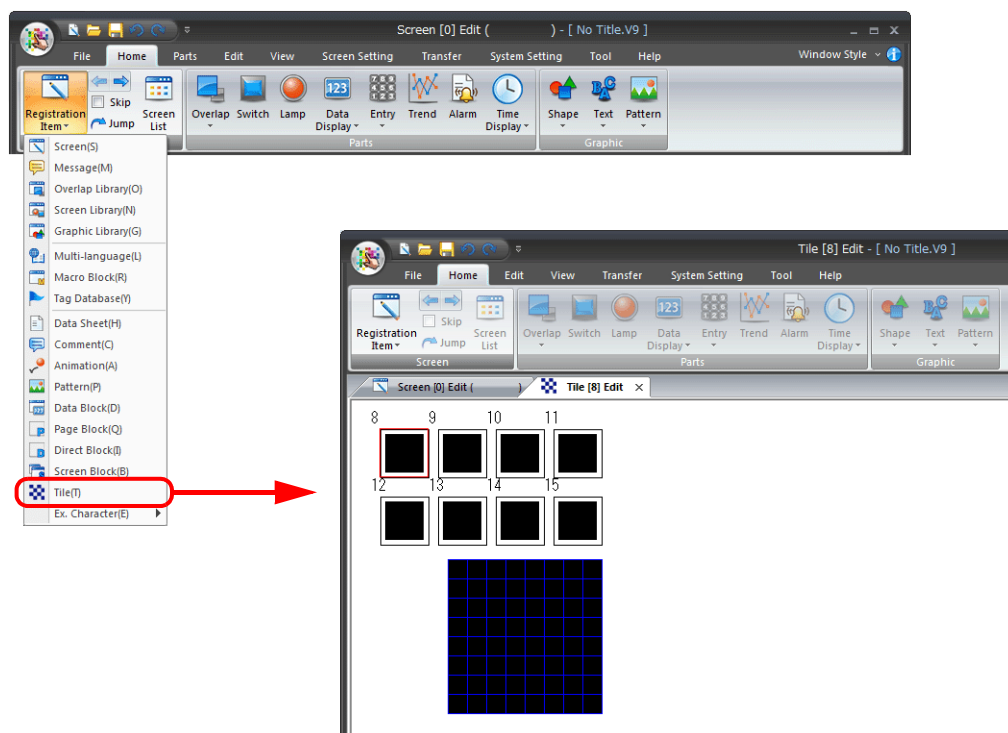 Screen [0] Edit ( ) - [ No Title.V9 ]
File Home Parts Edit View Screen Setting Transfer System Setting Tool Help Window Style
Registration Item
Skip
Jump
Screen List
Overlap Switch Lamp Data Display Entry Trend Alarm Time Display Shape Text Pattern
Parts Graphic
Screen(S)
Message(M)
Overlap Library(O)
Screen Library(N)
Graphic Library(G)
Multi-language(L)
Macro Block(R)
Tag Database(Y)
Data Sheet(H)
Comment(C)
Animation(A)
Pattern(P)
Data Block(D)
Page Block(Q)
Direct Block(I)
Screen Block(B)
Tile(T)
Ex. Character(E)
Tile [8] Edit - [ No Title.V9 ]
File Home Edit View Transfer System Setting Tool Help
Registration Item
Skip
Jump
Screen List
Overlap Switch Lamp Data Display Entry Trend Alarm Time Display Shape Text Pattern
Screen Parts Graphic
Screen [0] Edit ( ) Tile [8] Edit
8 9 10 11
12 13 14 15